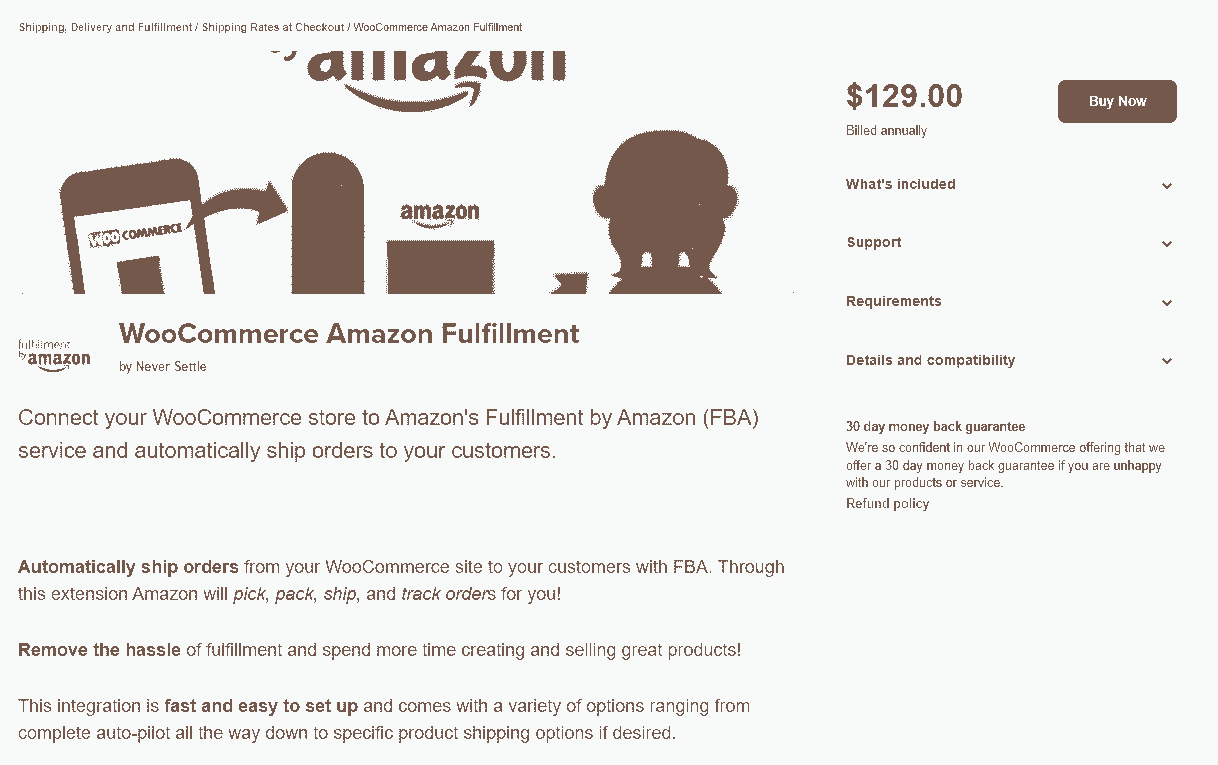 Shipping, Delivery and Fulfillment / Shipping Rates at Checkout / WooCommerce Amazon Fulfillment
by amazon
WOO COMMERCE
amazon
fulfillment
by amazon
WooCommerce Amazon Fulfillment
by Never Settle
Connect your WooCommerce store to Amazon's Fulfillment by Amazon (FBA)
service and automatically ship orders to your customers.
Automatically ship orders from your WooCommerce site to your customers with FBA. Through
this extension Amazon will pick, pack, ship, and track orders for you!
Remove the hassle of fulfillment and spend more time creating and selling great products!
This integration is fast and easy to set up and comes with a variety of options ranging from
complete auto-pilot all the way down to specific product shipping options if desired.
$129.00
Buy Now
Billed annually
What's included
Support
Requirements
Details and compatibility
30 day money back guarantee
We're so confident in our WooCommerce offering that we
offer a 30 day money back guarantee if you are unhappy
with our products or service.
Refund policy